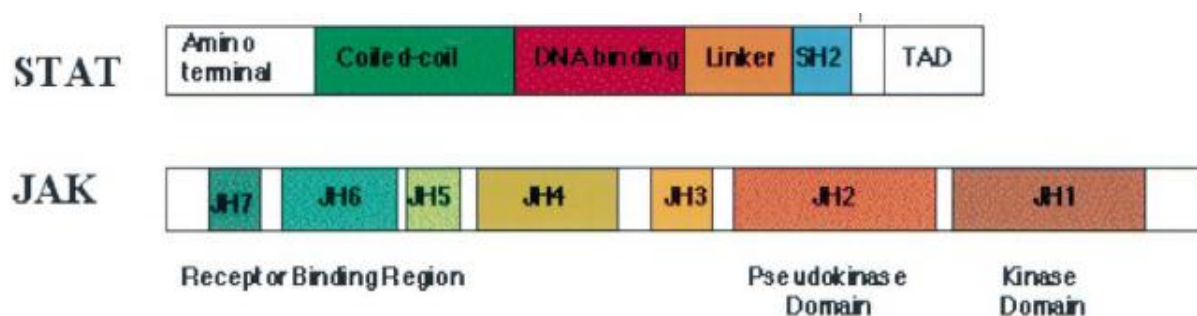 STAT
Amino terminal
Coiled-coil
DNA binding
Linker
SH2
TAD
JAK
JH7
JH6
JH5
JH4
JH3
JH2
JH1
Receptor Binding Region
Pseudokinase
Domain
Kinase
Domain